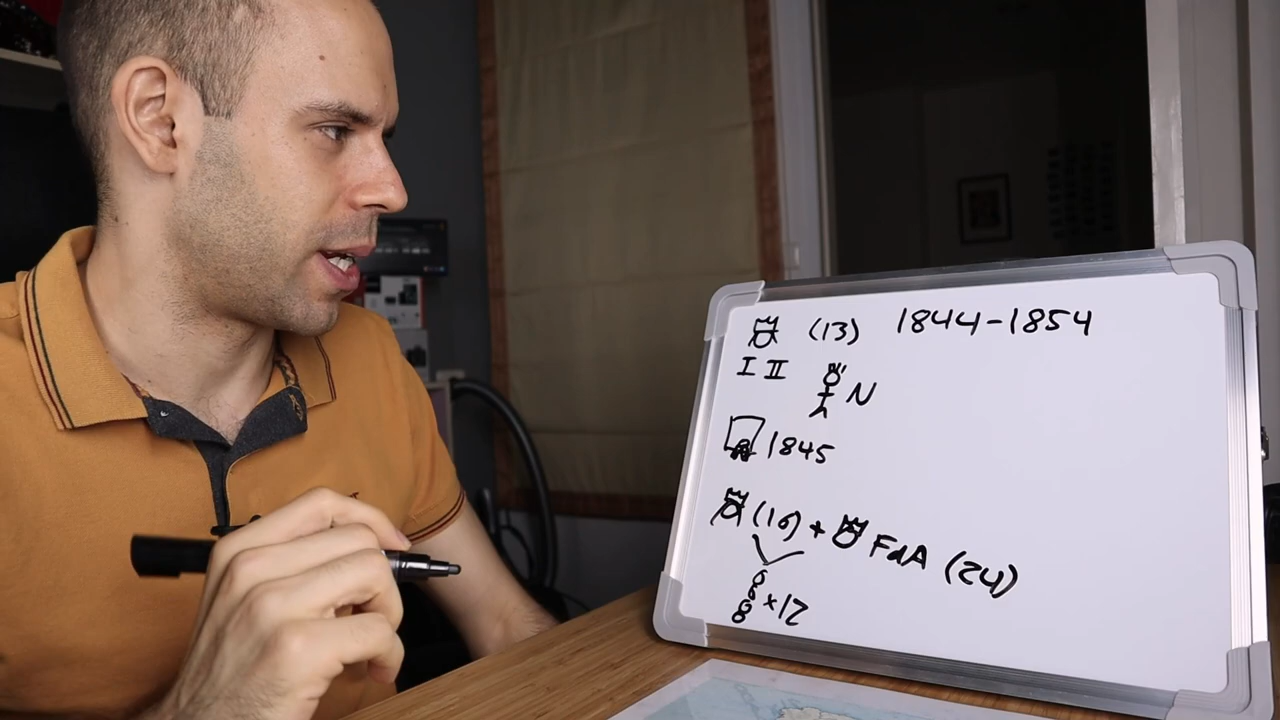 (13) 1844-1854
I II N
1845
(16) + FdA (24)
x12